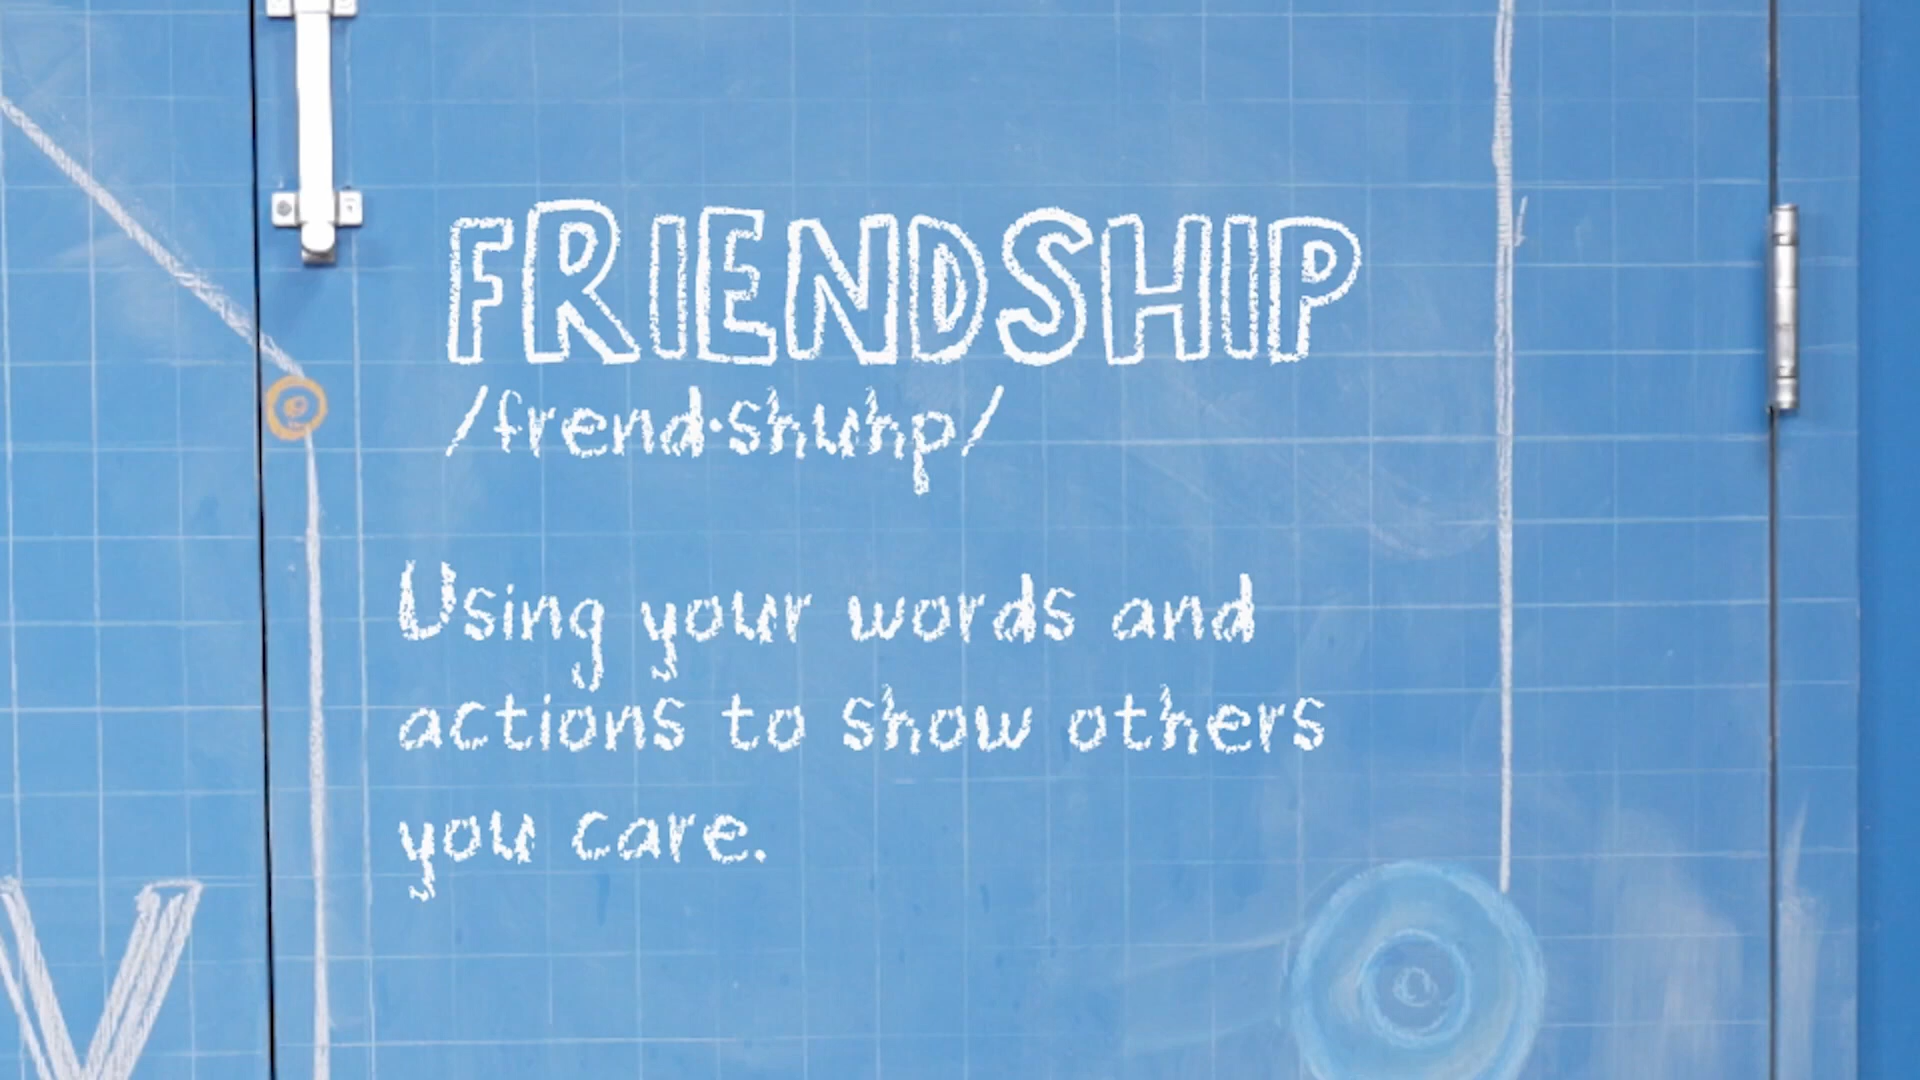 FRIENDSHIP
/frend·shuhp/
Using your words and
actions to show others
you care.